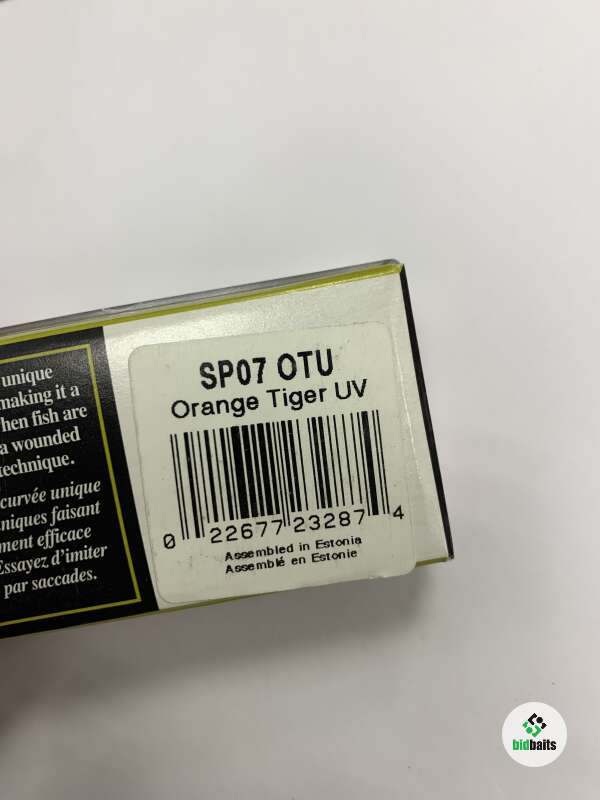 unique
making it a
hen fish are
a wounded
technique.
curvée unique
niques faisant
ment efficace
Essayez d'imiter
par saccades.
SP07 OTU
Orange Tiger UV
0 22677 23287 4
Assembled in Estonia
Assemblé en Estonie
bidbaits